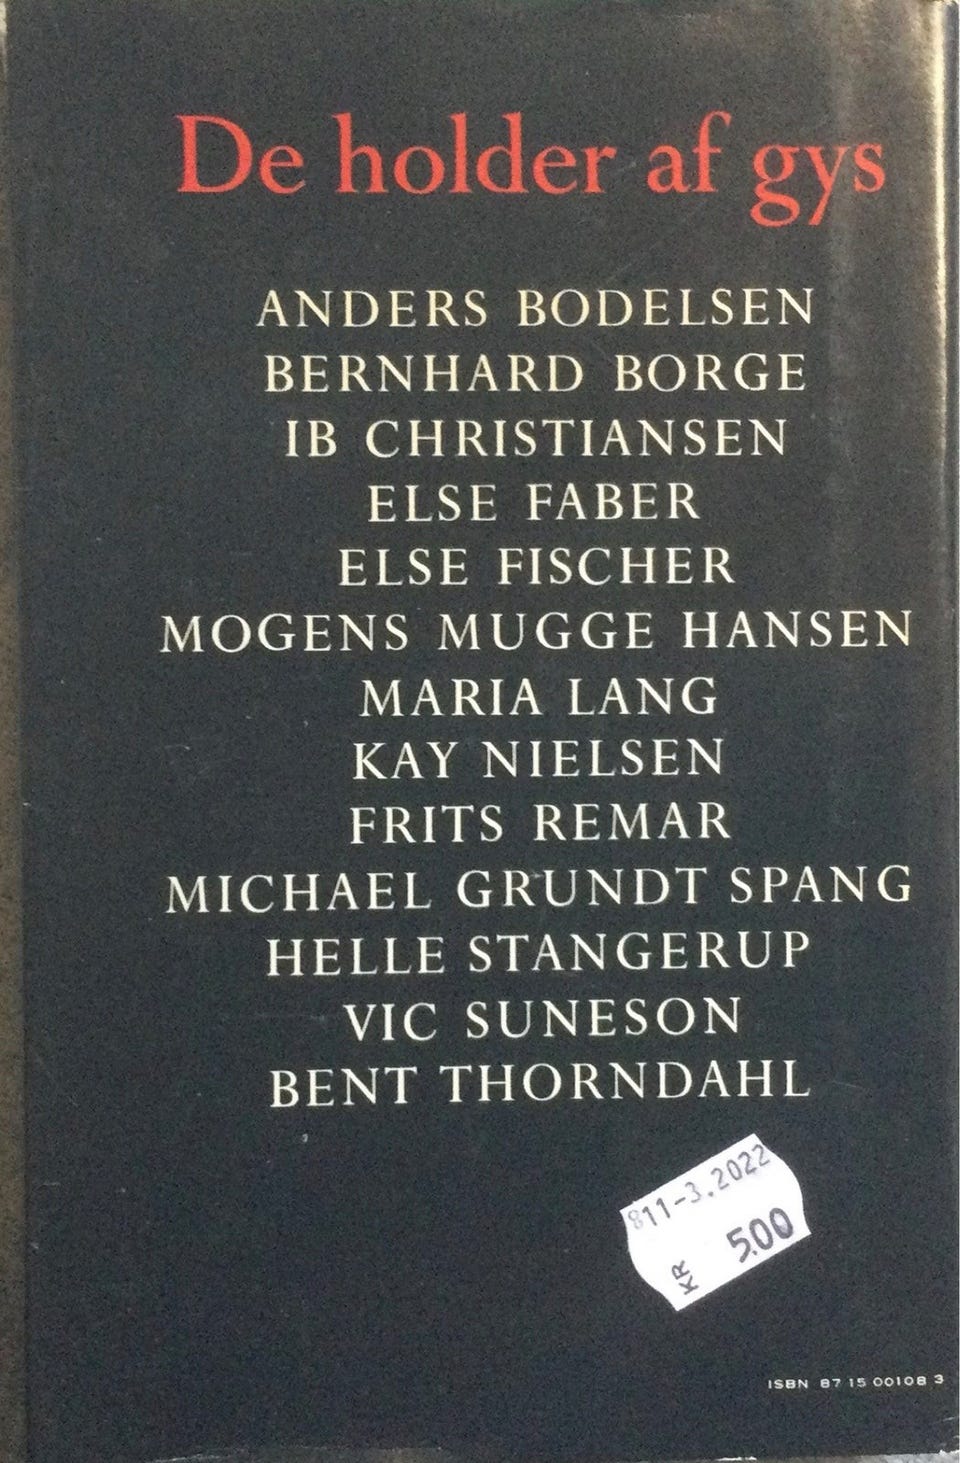 De holder af gys
ANDERS BODELSEN
BERNHARD BORGE
IB CHRISTIANSEN
ELSE FABER
ELSE FISCHER
MOGENS MUGGE HANSEN
MARIA LANG
KAY NIELSEN
FRITS REMAR
MICHAEL GRUNDT SPANG
HELLE STANGERUP
VIC SUNESON
BENT THORNDAHL
811-3.2022
KR 5.00
ISBN 87 15 00108 3